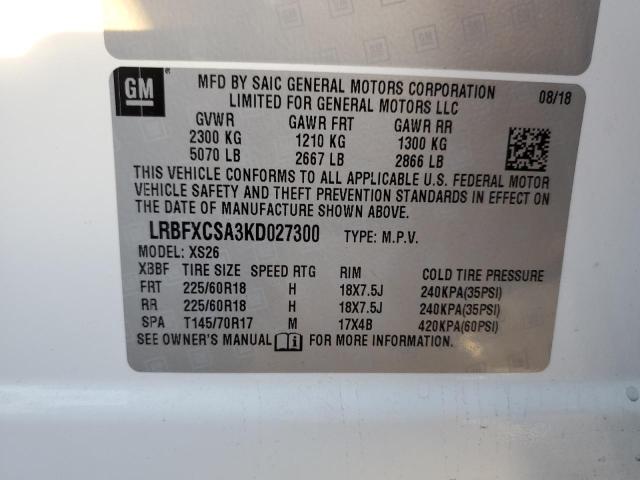 GM
MFD BY SAIC GENERAL MOTORS CORPORATION
LIMITED FOR GENERAL MOTORS LLC
08/18
GVWR GAWR FRT GAWR RR
2300 KG 1210 KG 1300 KG
5070 LB 2667 LB 2866 LB
THIS VEHICLE CONFORMS TO ALL APPLICABLE U.S. FEDERAL MOTOR
VEHICLE SAFETY AND THEFT PREVENTION STANDARDS IN EFFECT ON
THE DATE OF MANUFACTURE SHOWN ABOVE.
LRBFXCSA3KD027300 TYPE: M.P.V.
MODEL: XS26
XBBF TIRE SIZE SPEED RTG RIM COLD TIRE PRESSURE
FRT 225/60R18 H 18X7.5J 240KPA(35PSI)
RR 225/60R18 H 18X7.5J 240KPA(35PSI)
SPA T145/70R17 M 17X4B 420KPA(60PSI)
SEE OWNER'S MANUAL FOR MORE INFORMATION.